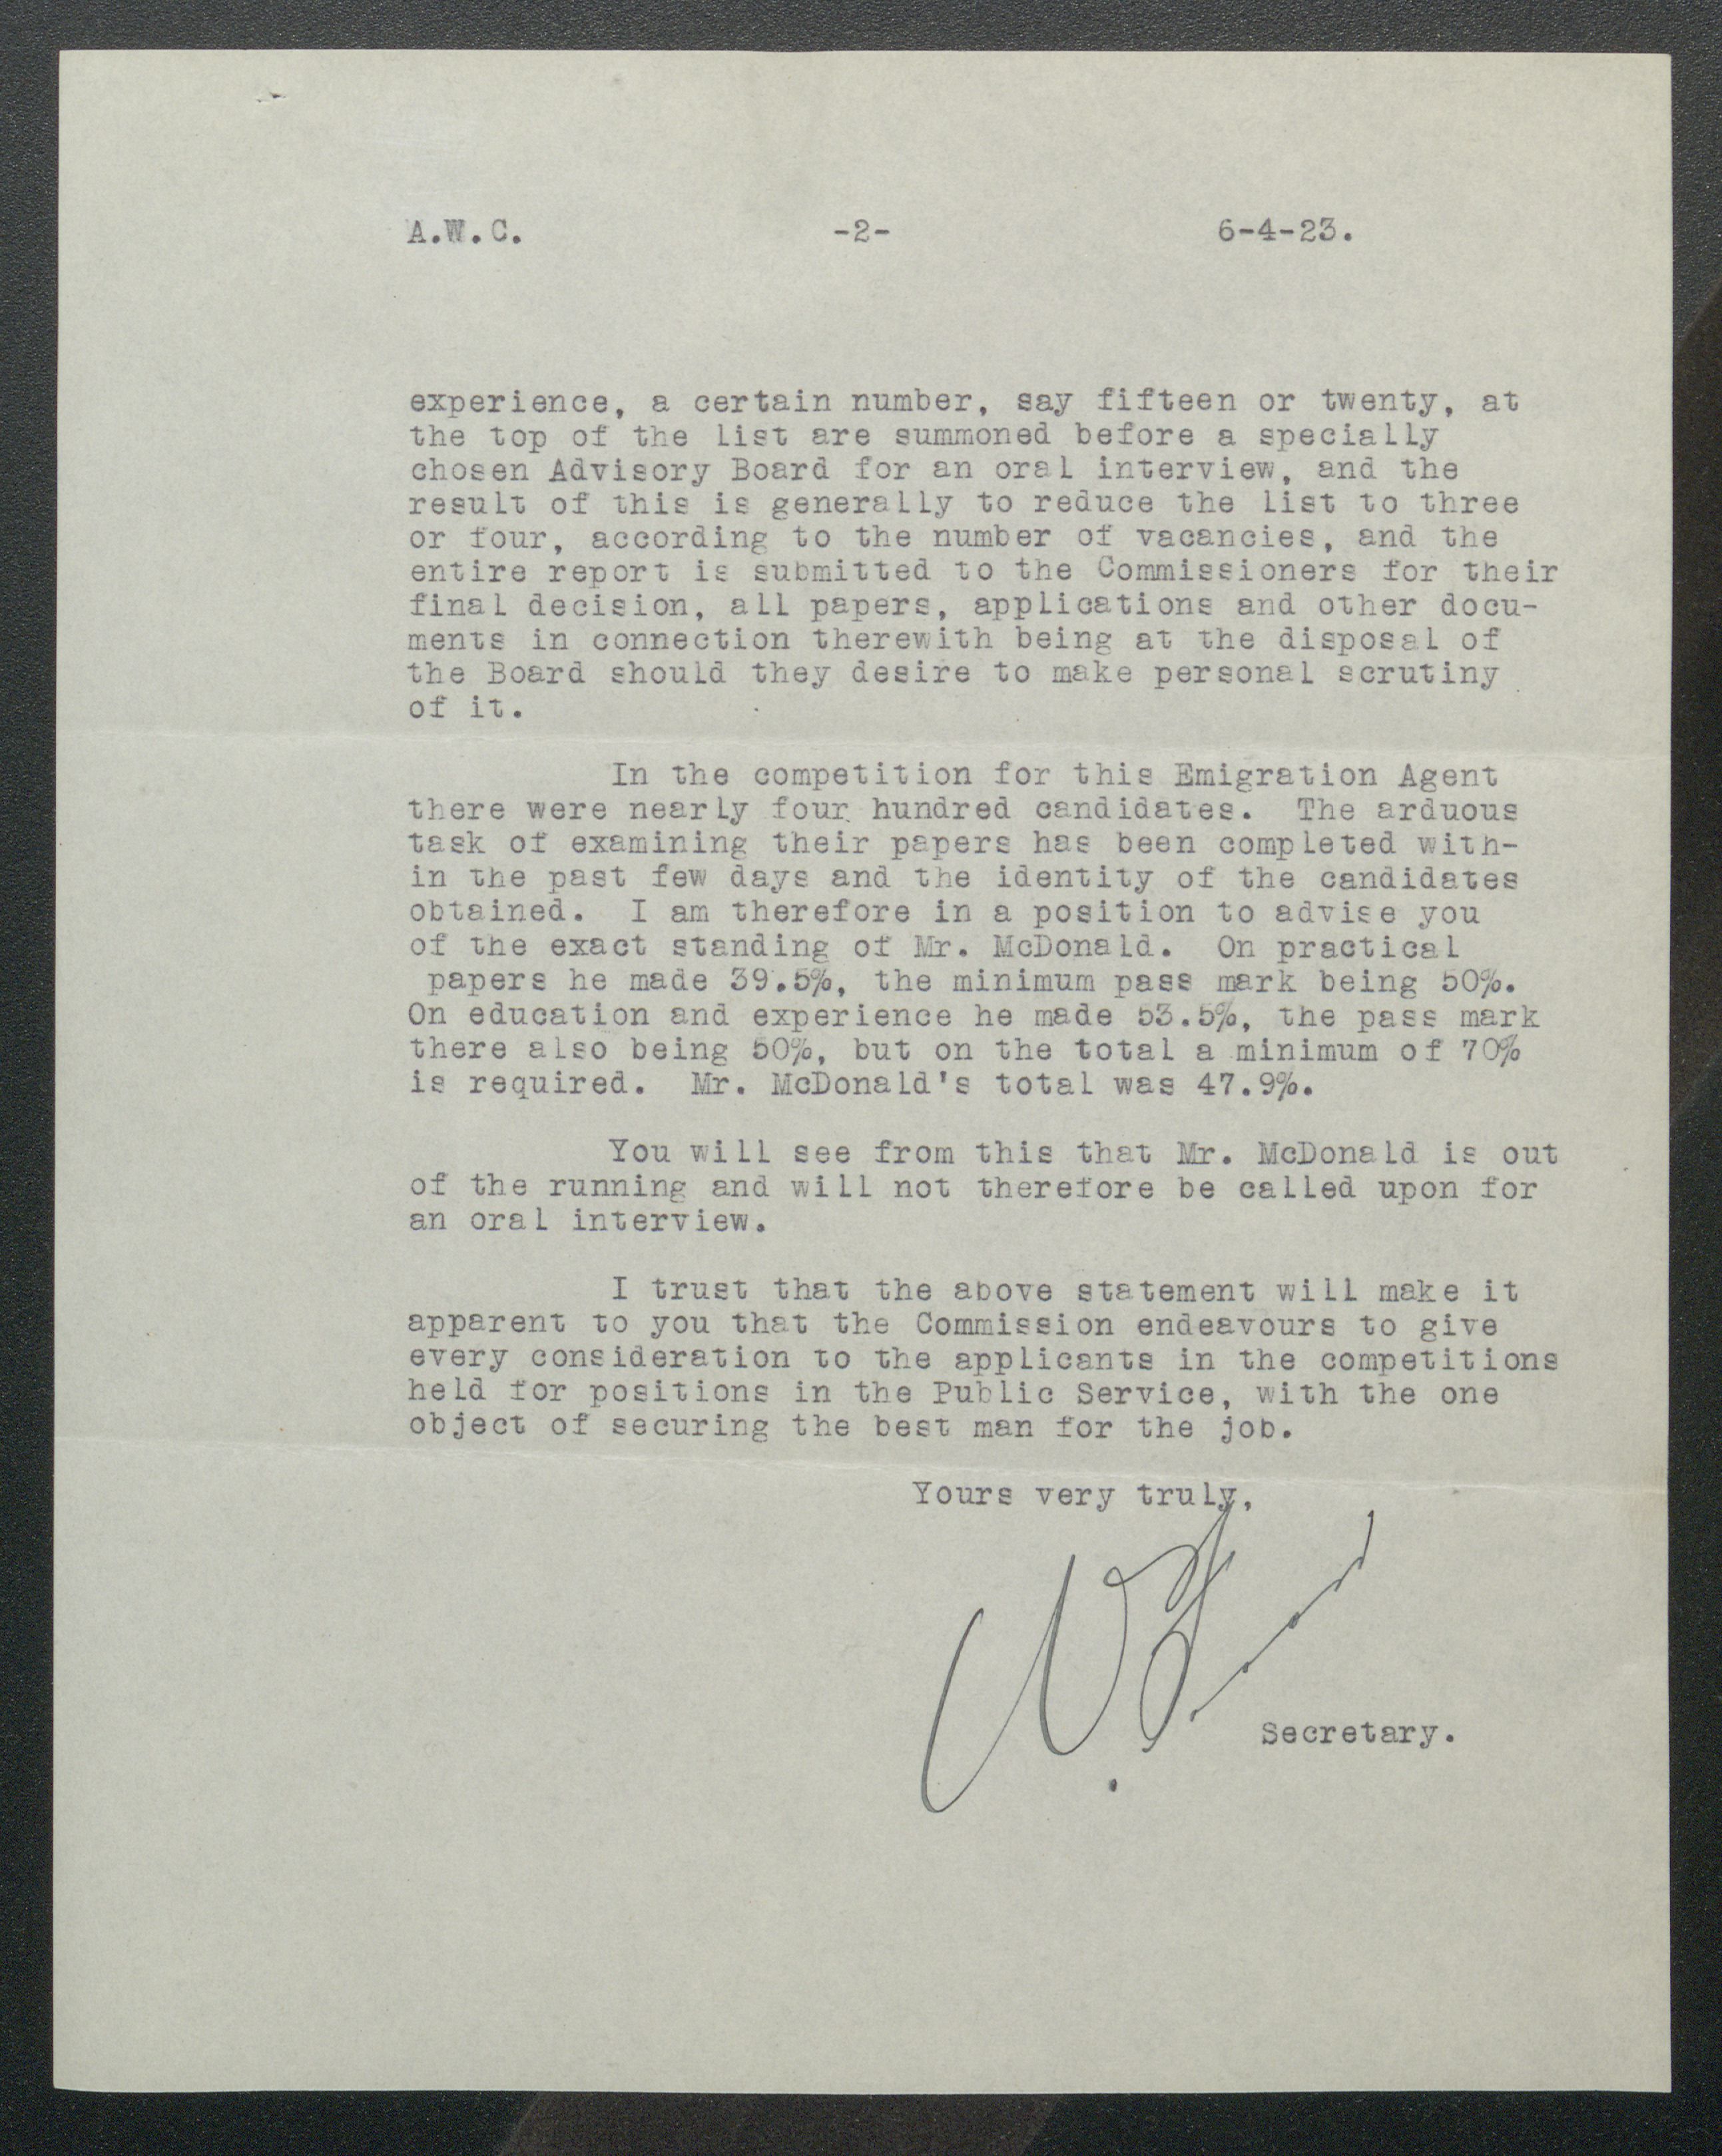 A.W.C. -2- 6-4-23.
experience, a certain number, say fifteen or twenty, at
the top of the list are summoned before a specially
chosen Advisory Board for an oral interview, and the
result of this is generally to reduce the list to three
or four, according to the number of vacancies, and the
entire report is submitted to the Commissioners for their
final decision, all papers, applications and other docu-
ments in connection therewith being at the disposal of
the Board should they desire to make personal scrutiny
of it.
In the competition for this Emigration Agent
there were nearly four hundred candidates. The arduous
task of examining their papers has been completed with-
in the past few days and the identity of the candidates
obtained. I am therefore in a position to advise you
of the exact standing of Mr. McDonald. On practical
papers he made 39.5%, the minimum pass mark being 50%.
On education and experience he made 53.5%, the pass mark
there also being 50%, but on the total a minimum of 70%
is required. Mr. McDonald's total was 47.9%.
You will see from this that Mr. McDonald is out
of the running and will not therefore be called upon for
an oral interview.
I trust that the above statement will make it
apparent to you that the Commission endeavours to give
every consideration to the applicants in the competitions
held for positions in the Public Service, with the one
object of securing the best man for the job.
Yours very truly,
Secretary.